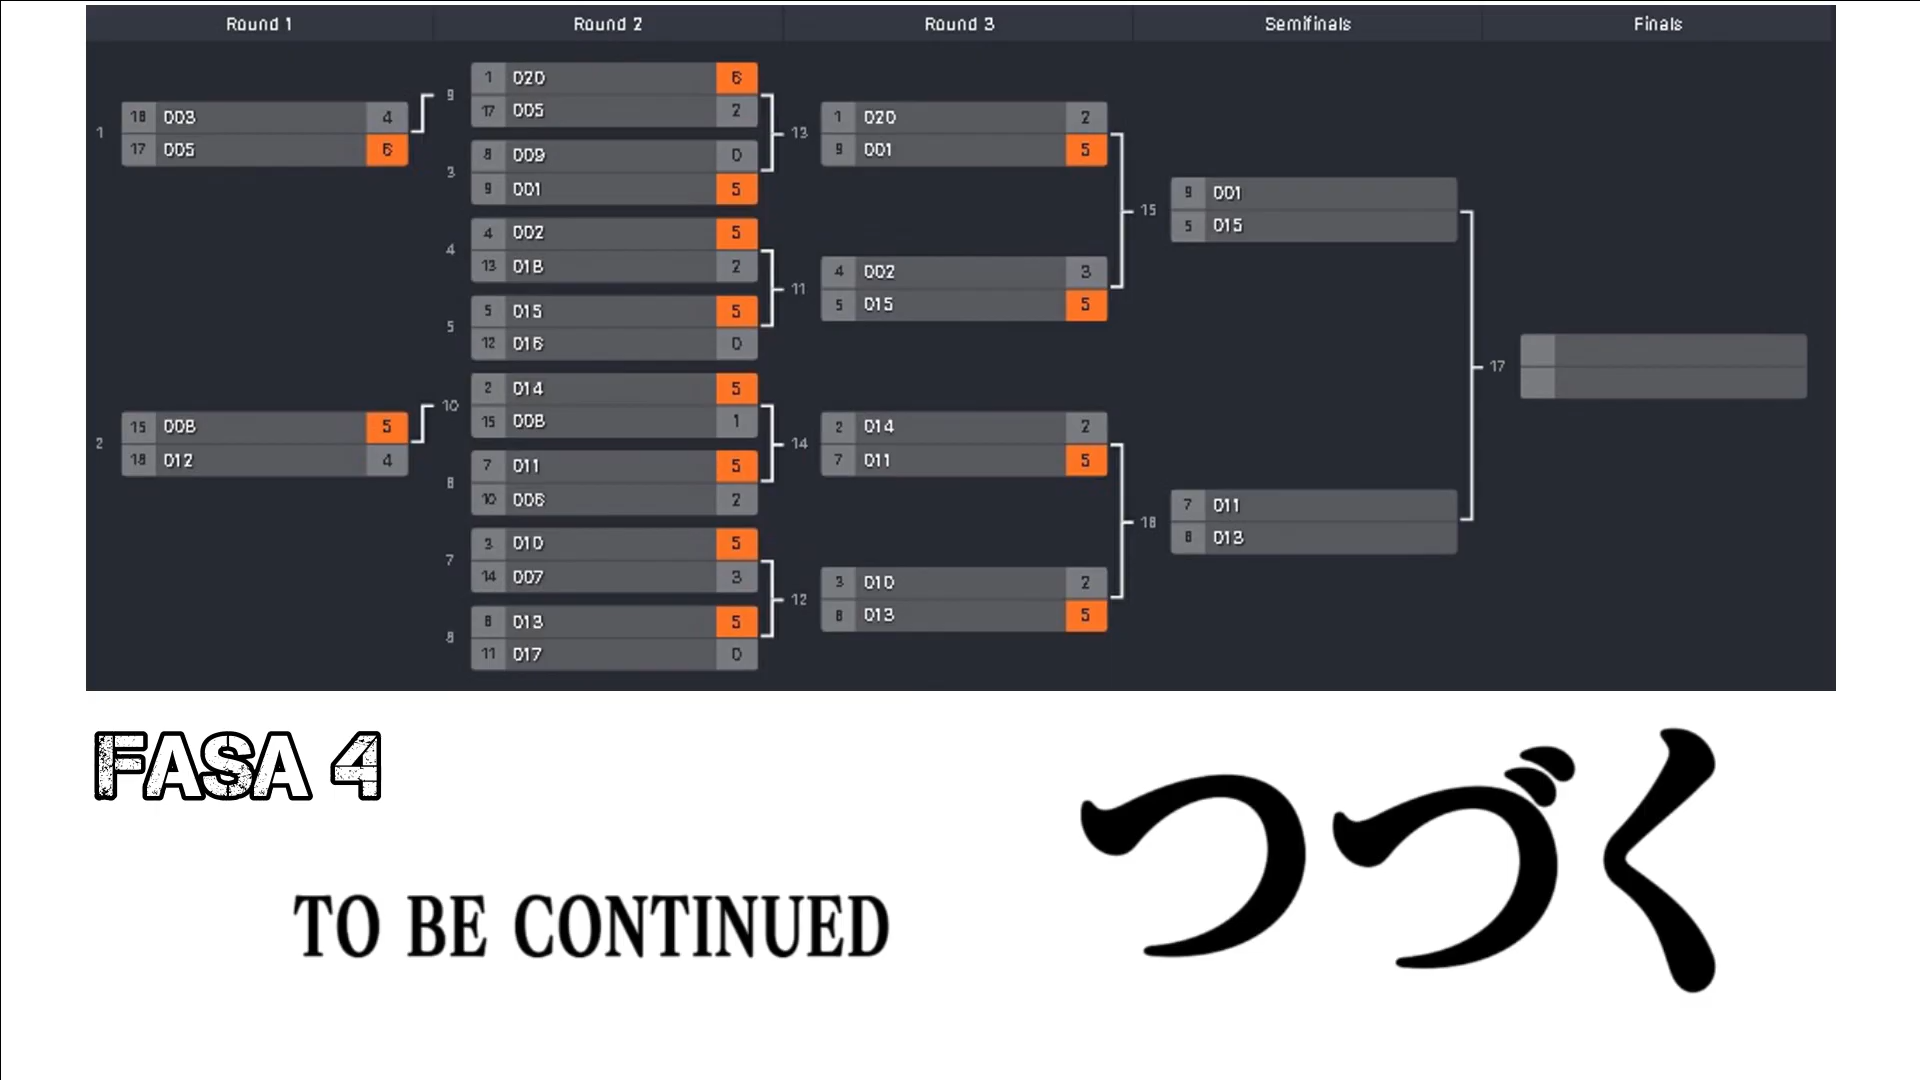 Round 1 Round 2 Round 3 Semifinals Finals
1
18 003 4
17 005 6
2
15 008 5
18 012 4
9
1 020 6
17 005 2
3
8 009 0
9 001 5
4
4 002 5
13 018 2
5
5 015 5
12 016 0
10
2 014 5
15 008 1
8
7 011 5
10 006 2
7
3 010 5
14 007 3
8
8 013 5
11 017 0
13
1 020 2
9 001 5
11
4 002 3
5 015 5
14
2 014 2
7 011 5
12
3 010 2
8 013 5
15
9 001
5 015
18
7 011
8 013
17
FASA 4
TO BE CONTINUED
つづく